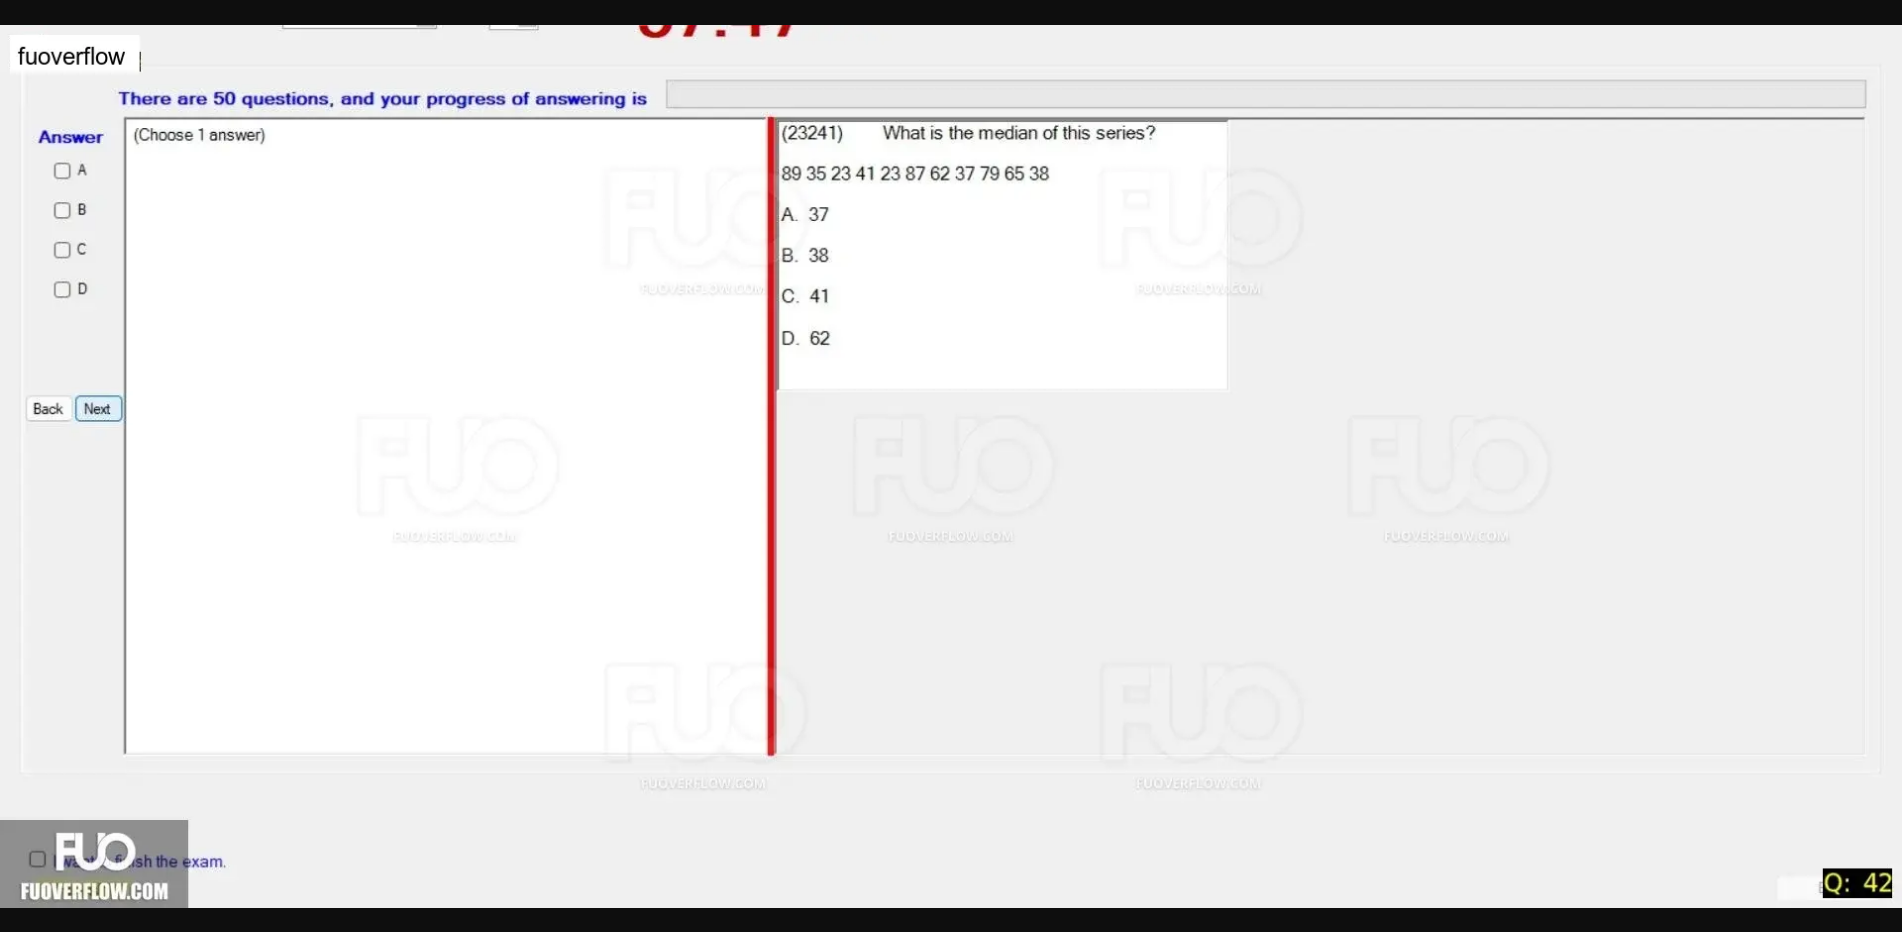 fuoverflow
There are 50 questions, and your progress of answering is
Answer
(Choose 1 answer)
A
B
C
D
Back Next
(23241) What is the median of this series?
89 35 23 41 23 87 62 37 79 65 38
A. 37
B. 38
C. 41
D. 62
FUO
FUOVERFLOW.COM
FUO
FUOVERFLOW.COM
FUO
FUOVERFLOW.COM
FUO
FUOVERFLOW.COM
FUO
FUOVERFLOW.COM
FUO
FUOVERFLOW.COM
FUO
FUOVERFLOW.COM
the exam.
FUO
FUOVERFLOW.COM
Q: 42